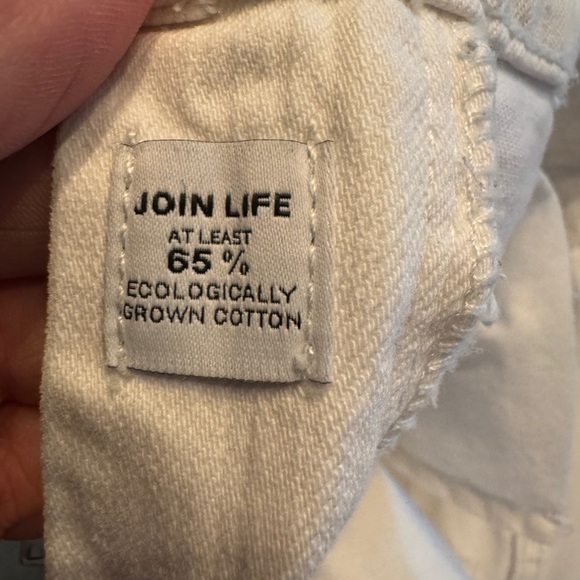 JOIN LIFE
AT LEAST
65 %
ECOLOGICALLY
GROWN COTTON